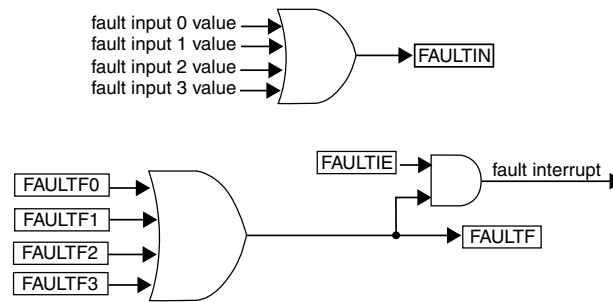 fault input 0 value
fault input 1 value
fault input 2 value
fault input 3 value
FAULTIN
FAULTIE
fault interrupt
FAULTF0
FAULTF1
FAULTF2
FAULTF3
FAULTF